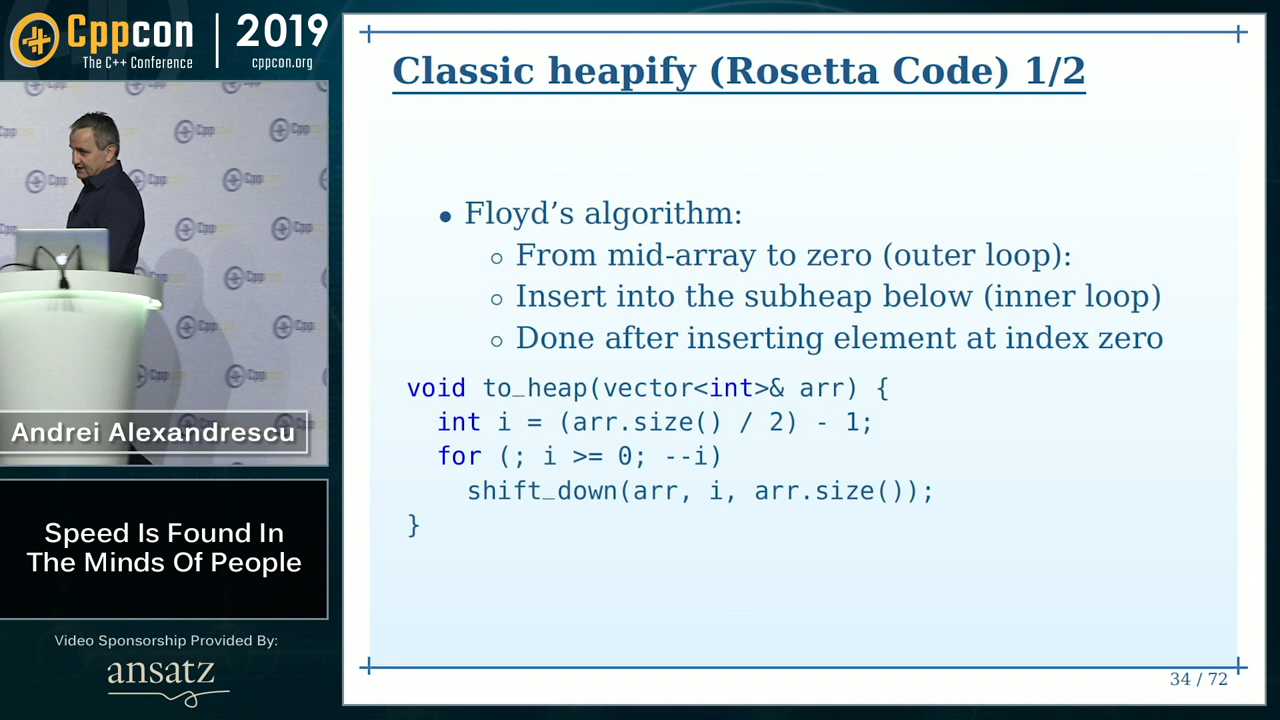 Cppcon | 2019
The C++ Conference cppcon.org
Classic heapify (Rosetta Code) 1/2
• Floyd’s algorithm:
◦ From mid-array to zero (outer loop):
◦ Insert into the subheap below (inner loop)
◦ Done after inserting element at index zero
void to_heap(vector<int>& arr) {
int i = (arr.size() / 2) - 1;
for (; i >= 0; --i)
shift_down(arr, i, arr.size());
}
34 / 72
Andrei Alexandrescu
Speed Is Found In
The Minds Of People
Video Sponsorship Provided By:
ansatz